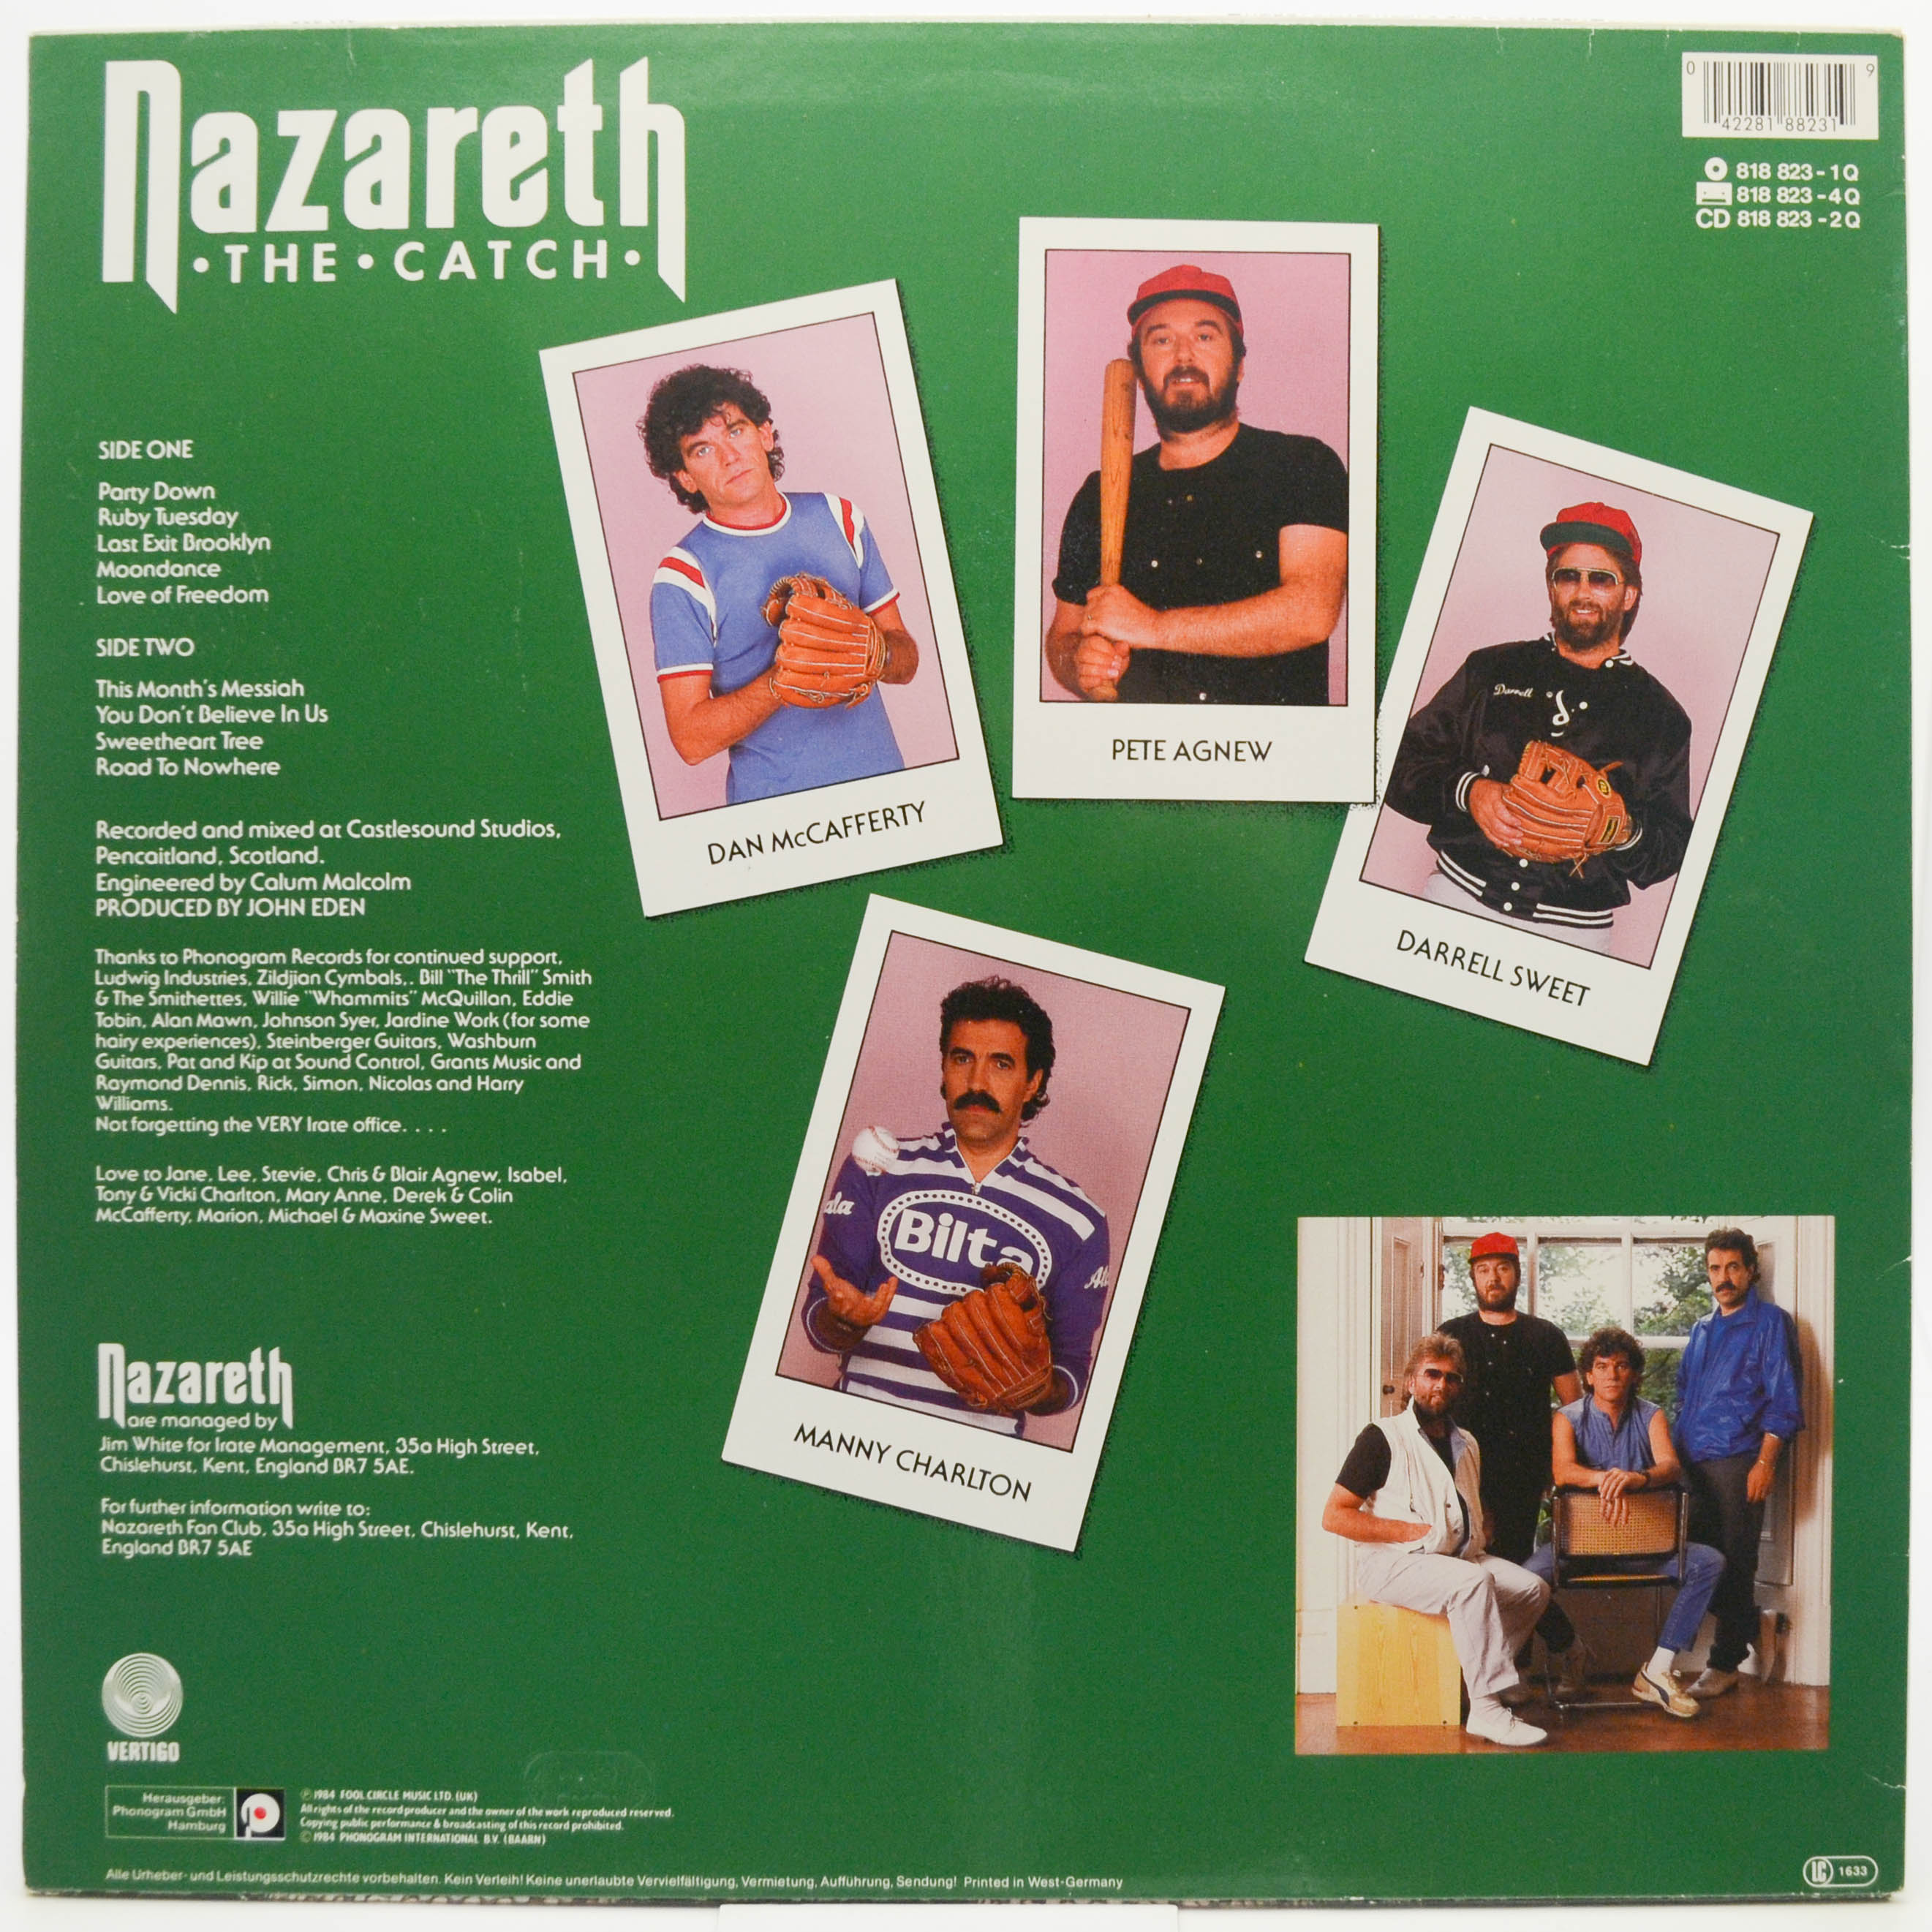 Nazareth
•THE•CATCH•
0 42281 88231 9
818 823-1Q
818 823-4Q
CD 818 823-2Q
SIDE ONE
Party Down
Ruby Tuesday
Last Exit Brooklyn
Moondance
Love of Freedom
SIDE TWO
This Month's Messiah
You Don't Believe In Us
Sweetheart Tree
Road To Nowhere
Recorded and mixed at Castlesound Studios,
Pencaitland, Scotland.
Engineered by Calum Malcolm
PRODUCED BY JOHN EDEN
Thanks to Phonogram Records for continued support,
Ludwig Industries, Zildjian Cymbals,. Bill "The Thrill" Smith
& The Smithettes, Willie "Whammits" McQuillan, Eddie
Tobin, Alan Mawn, Johnson Syer, Jardine Work (for some
hairy experiences), Steinberger Guitars, Washburn
Guitars, Pat and Kip at Sound Control, Grants Music and
Raymond Dennis, Rick, Simon, Nicolas and Harry
Williams.
Not forgetting the VERY Irate office. . . .
Love to Jane, Lee, Stevie, Chris & Blair Agnew, Isabel,
Tony & Vicki Charlton, Mary Anne, Derek & Colin
McCafferty, Marion, Michael & Maxine Sweet.
DAN McCAFFERTY
PETE AGNEW
Darrell
DARRELL SWEET
Bilta
MANNY CHARLTON
Nazareth
are managed by
Jim White for Irate Management, 35a High Street,
Chislehurst, Kent, England BR7 5AE.
For further information write to:
Nazareth Fan Club, 35a High Street, Chislehurst, Kent,
England BR7 5AE
VERTIGO
Herausgeber:
Phonogram GmbH
Hamburg
℗ 1984 FOOL CIRCLE MUSIC LTD. (UK)
All rights of the record producer and the owner of the work reproduced reserved.
Copying public performance & broadcasting of this record prohibited.
© 1984 PHONOGRAM INTERNATIONAL B.V. (BAARN)
Alle Urheber- und Leistungsschutzrechte vorbehalten. Kein Verleih! Keine unerlaubte Vervielfältigung, Vermietung, Aufführung, Sendung! Printed in West-Germany
LC 1633